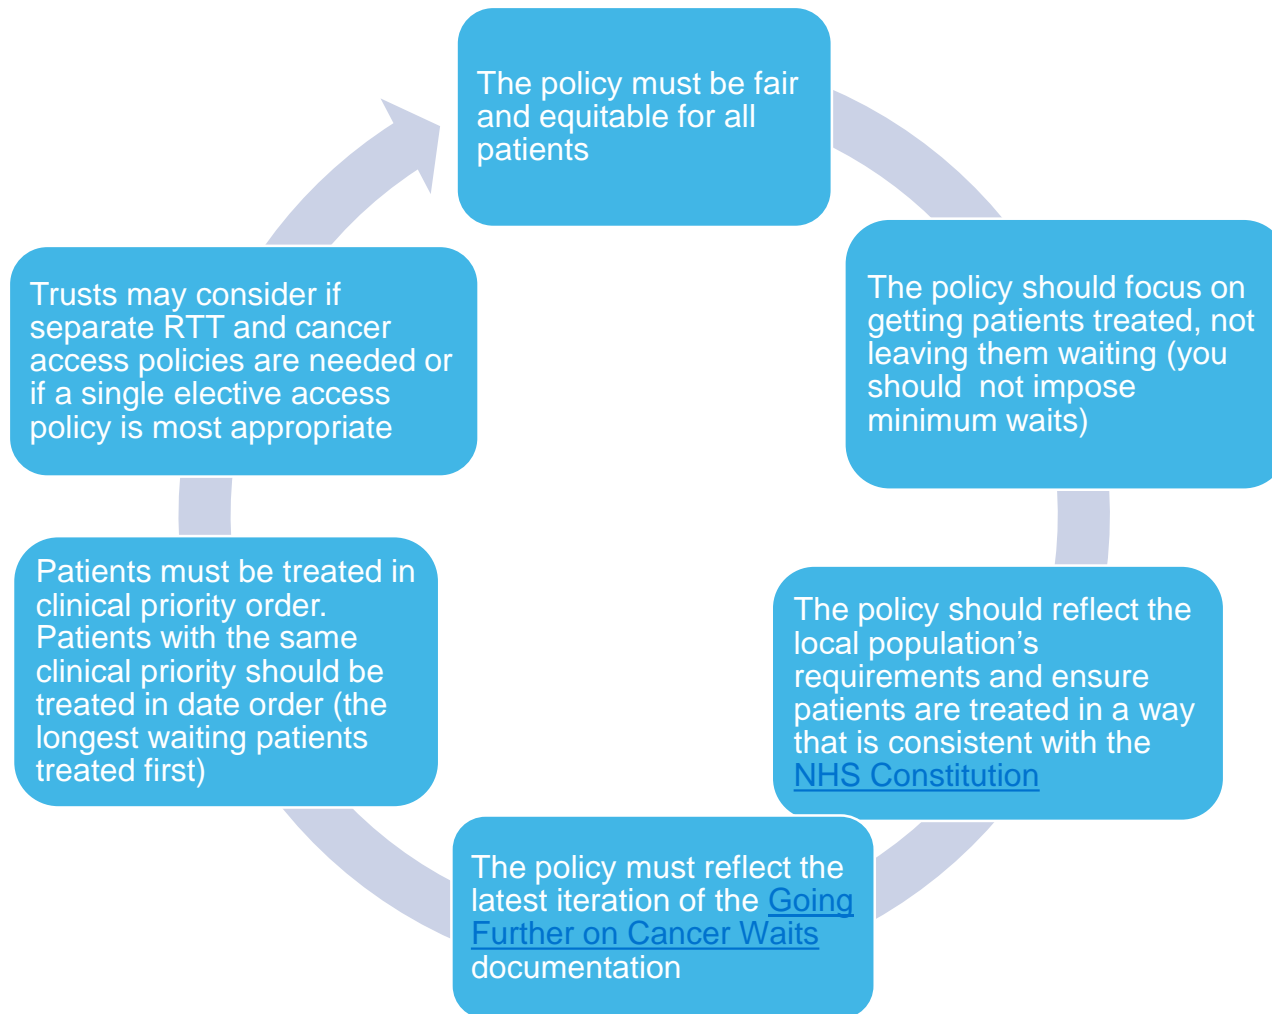 The policy must be fair
and equitable for all
patients
The policy should focus on
getting patients treated, not
leaving them waiting (you
should  not impose
minimum waits)
The policy should reflect the
local population’s
requirements and ensure
patients are treated in a way
that is consistent with the
NHS Constitution
The policy must reflect the
latest iteration of the Going
Further on Cancer Waits
documentation
Patients must be treated in
clinical priority order.
Patients with the same
clinical priority should be
treated in date order (the
longest waiting patients
treated first)
Trusts may consider if
separate RTT and cancer
access policies are needed or
if a single elective access
policy is most appropriate